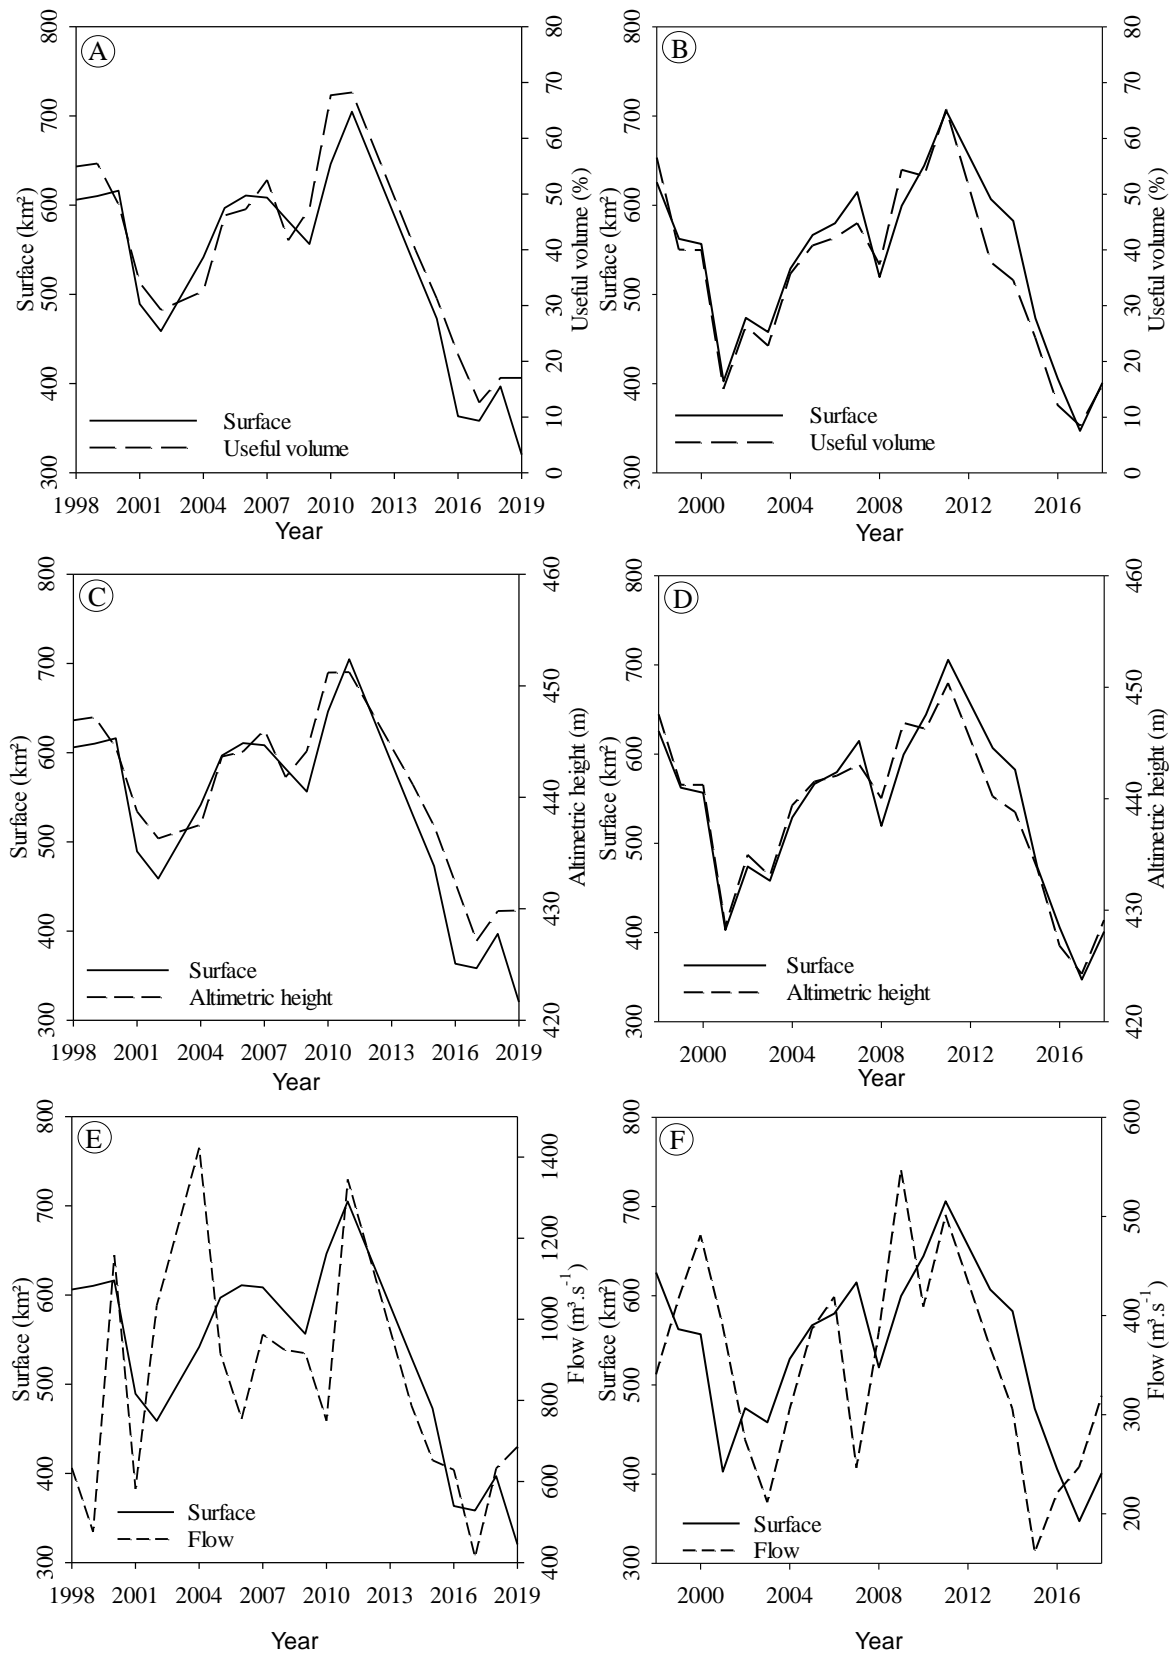 A
Surface (km²)
800
700
600
500
400
300
Useful volume (%)
80
70
60
50
40
30
20
10
0
Surface
Useful volume
1998 2001 2004 2007 2010 2013 2016 2019
Year
B
Surface (km²)
800
700
600
500
400
300
Useful volume (%)
80
70
60
50
40
30
20
10
0
Surface
Useful volume
2000 2004 2008 2012 2016
Year
C
Surface (km²)
800
700
600
500
400
300
Altimetric height (m)
460
450
440
430
420
Surface
Altimetric height
1998 2001 2004 2007 2010 2013 2016 2019
Year
D
Surface (km²)
800
700
600
500
400
300
Altimetric height (m)
460
450
440
430
420
Surface
Altimetric height
2000 2004 2008 2012 2016
Year
E
Surface (km²)
800
700
600
500
400
300
Flow (m³.s⁻¹)
1400
1200
1000
800
600
400
Surface
Flow
1998 2001 2004 2007 2010 2013 2016 2019
Year
F
Surface (km²)
800
700
600
500
400
300
Flow (m³.s⁻¹)
600
500
400
300
200
Surface
Flow
2000 2004 2008 2012 2016
Year